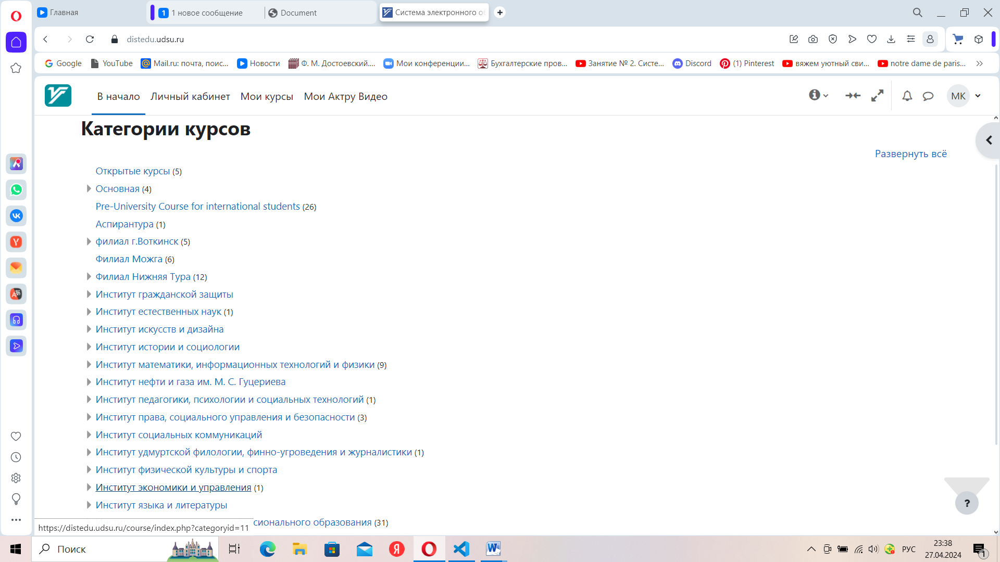 Главная
1
1 новое сообщение
Document
Система электронного об
distedu.udsu.ru
Google
YouTube
Mail.ru: почта, поис...
Новости
Ф. М. Достоевский....
Мои конференции...
Бухгалтерские пров...
Занятие № 2. Систе...
Discord
(1) Pinterest
вяжем уютный сви...
notre dame de paris...
В начало
Личный кабинет
Мои курсы
Мои Актру Видео
МК
Категории курсов
Развернуть всё
Открытые курсы (5)
Основная (4)
Pre-University Course for international students (26)
Аспирантура (1)
филиал г.Воткинск (5)
Филиал Можга (6)
Филиал Нижняя Тура (12)
Институт гражданской защиты
Институт естественных наук (1)
Институт искусств и дизайна
Институт истории и социологии
Институт математики, информационных технологий и физики (9)
Институт нефти и газа им. М. С. Гуцериева
Институт педагогики, психологии и социальных технологий (1)
Институт права, социального управления и безопасности (3)
Институт социальных коммуникаций
Институт удмуртской филологии, финно-угроведения и журналистики (1)
Институт физической культуры и спорта
Институт экономики и управления (1)
Институт языка и литературы
сионального образования (31)
?
https://distedu.udsu.ru/course/index.php?categoryid=11
Поиск
РУС
23:38
27.04.2024
1